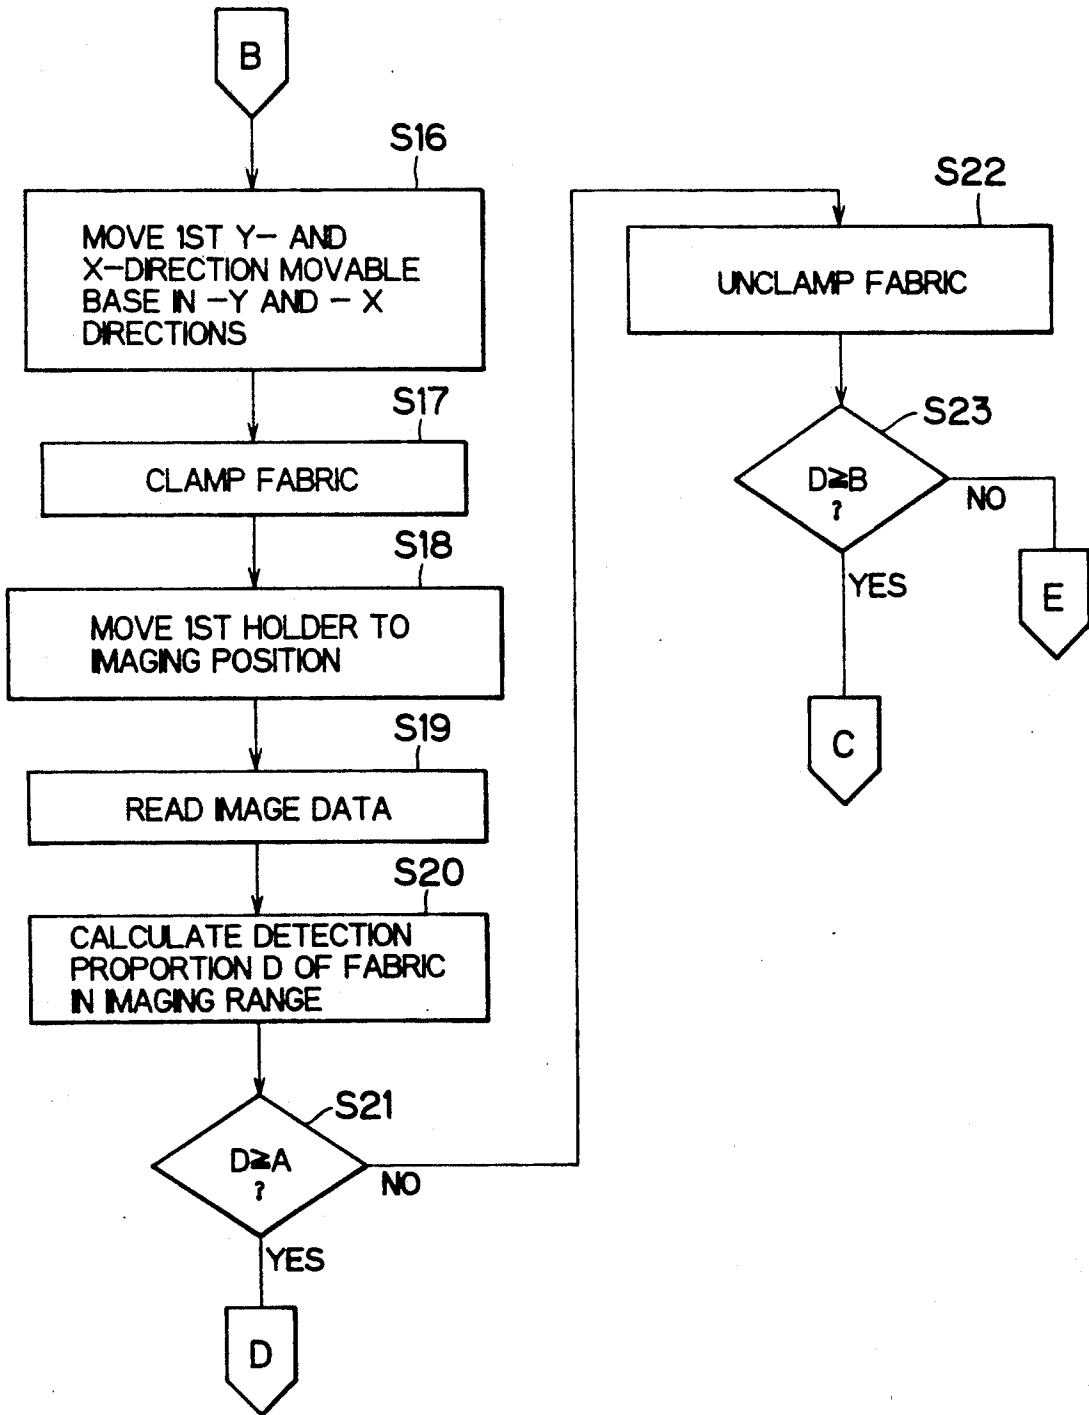 B
S16
MOVE 1ST Y- AND
X-DIRECTION MOVABLE
BASE IN -Y AND - X
DIRECTIONS
S17
CLAMP FABRIC
S18
MOVE 1ST HOLDER TO
IMAGING POSITION
S19
READ IMAGE DATA
S20
CALCULATE DETECTION
PROPORTION D OF FABRIC
IN IMAGING RANGE
S21
D≧A
?
NO
YES
D
S22
UNCLAMP FABRIC
S23
D≧B
?
NO
YES
E
C